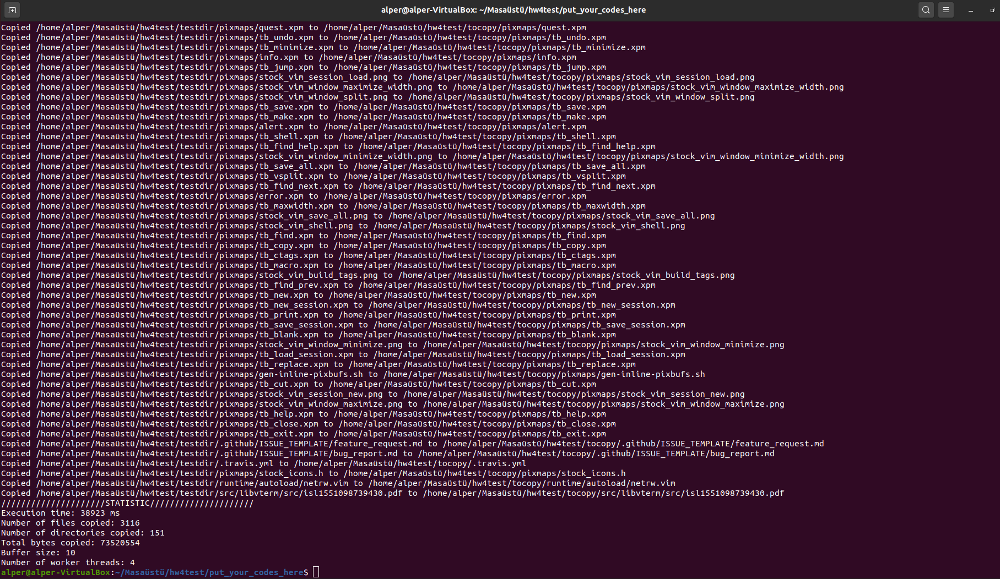 alper@alper-VirtualBox: ~/Masaüstü/hw4test/put_your_codes_here
Copied /home/alper/Masaüstü/hw4test/testdir/pixmaps/quest.xpm to /home/alper/Masaüstü/hw4test/tocopy/pixmaps/quest.xpm
Copied /home/alper/Masaüstü/hw4test/testdir/pixmaps/tb_undo.xpm to /home/alper/Masaüstü/hw4test/tocopy/pixmaps/tb_undo.xpm
Copied /home/alper/Masaüstü/hw4test/testdir/pixmaps/tb_minimize.xpm to /home/alper/Masaüstü/hw4test/tocopy/pixmaps/tb_minimize.xpm
Copied /home/alper/Masaüstü/hw4test/testdir/pixmaps/info.xpm to /home/alper/Masaüstü/hw4test/tocopy/pixmaps/info.xpm
Copied /home/alper/Masaüstü/hw4test/testdir/pixmaps/tb_jump.xpm to /home/alper/Masaüstü/hw4test/tocopy/pixmaps/tb_jump.xpm
Copied /home/alper/Masaüstü/hw4test/testdir/pixmaps/stock_vim_session_load.png to /home/alper/Masaüstü/hw4test/tocopy/pixmaps/stock_vim_session_load.png
Copied /home/alper/Masaüstü/hw4test/testdir/pixmaps/stock_vim_window_maximize_width.png to /home/alper/Masaüstü/hw4test/tocopy/pixmaps/stock_vim_window_maximize_width.png
Copied /home/alper/Masaüstü/hw4test/testdir/pixmaps/stock_vim_window_split.png to /home/alper/Masaüstü/hw4test/tocopy/pixmaps/stock_vim_window_split.png
Copied /home/alper/Masaüstü/hw4test/testdir/pixmaps/tb_save.xpm to /home/alper/Masaüstü/hw4test/tocopy/pixmaps/tb_save.xpm
Copied /home/alper/Masaüstü/hw4test/testdir/pixmaps/tb_make.xpm to /home/alper/Masaüstü/hw4test/tocopy/pixmaps/tb_make.xpm
Copied /home/alper/Masaüstü/hw4test/testdir/pixmaps/alert.xpm to /home/alper/Masaüstü/hw4test/tocopy/pixmaps/alert.xpm
Copied /home/alper/Masaüstü/hw4test/testdir/pixmaps/tb_shell.xpm to /home/alper/Masaüstü/hw4test/tocopy/pixmaps/tb_shell.xpm
Copied /home/alper/Masaüstü/hw4test/testdir/pixmaps/tb_find_help.xpm to /home/alper/Masaüstü/hw4test/tocopy/pixmaps/tb_find_help.xpm
Copied /home/alper/Masaüstü/hw4test/testdir/pixmaps/stock_vim_window_minimize_width.png to /home/alper/Masaüstü/hw4test/tocopy/pixmaps/stock_vim_window_minimize_width.png
Copied /home/alper/Masaüstü/hw4test/testdir/pixmaps/tb_save_all.xpm to /home/alper/Masaüstü/hw4test/tocopy/pixmaps/tb_save_all.xpm
Copied /home/alper/Masaüstü/hw4test/testdir/pixmaps/tb_vsplit.xpm to /home/alper/Masaüstü/hw4test/tocopy/pixmaps/tb_vsplit.xpm
Copied /home/alper/Masaüstü/hw4test/testdir/pixmaps/tb_find_next.xpm to /home/alper/Masaüstü/hw4test/tocopy/pixmaps/tb_find_next.xpm
Copied /home/alper/Masaüstü/hw4test/testdir/pixmaps/error.xpm to /home/alper/Masaüstü/hw4test/tocopy/pixmaps/error.xpm
Copied /home/alper/Masaüstü/hw4test/testdir/pixmaps/tb_maxwidth.xpm to /home/alper/Masaüstü/hw4test/tocopy/pixmaps/tb_maxwidth.xpm
Copied /home/alper/Masaüstü/hw4test/testdir/pixmaps/stock_vim_save_all.png to /home/alper/Masaüstü/hw4test/tocopy/pixmaps/stock_vim_save_all.png
Copied /home/alper/Masaüstü/hw4test/testdir/pixmaps/stock_vim_shell.png to /home/alper/Masaüstü/hw4test/tocopy/pixmaps/stock_vim_shell.png
Copied /home/alper/Masaüstü/hw4test/testdir/pixmaps/tb_find.xpm to /home/alper/Masaüstü/hw4test/tocopy/pixmaps/tb_find.xpm
Copied /home/alper/Masaüstü/hw4test/testdir/pixmaps/tb_copy.xpm to /home/alper/Masaüstü/hw4test/tocopy/pixmaps/tb_copy.xpm
Copied /home/alper/Masaüstü/hw4test/testdir/pixmaps/tb_ctags.xpm to /home/alper/Masaüstü/hw4test/tocopy/pixmaps/tb_ctags.xpm
Copied /home/alper/Masaüstü/hw4test/testdir/pixmaps/tb_macro.xpm to /home/alper/Masaüstü/hw4test/tocopy/pixmaps/tb_macro.xpm
Copied /home/alper/Masaüstü/hw4test/testdir/pixmaps/stock_vim_build_tags.png to /home/alper/Masaüstü/hw4test/tocopy/pixmaps/stock_vim_build_tags.png
Copied /home/alper/Masaüstü/hw4test/testdir/pixmaps/tb_find_prev.xpm to /home/alper/Masaüstü/hw4test/tocopy/pixmaps/tb_find_prev.xpm
Copied /home/alper/Masaüstü/hw4test/testdir/pixmaps/tb_new.xpm to /home/alper/Masaüstü/hw4test/tocopy/pixmaps/tb_new.xpm
Copied /home/alper/Masaüstü/hw4test/testdir/pixmaps/tb_new_session.xpm to /home/alper/Masaüstü/hw4test/tocopy/pixmaps/tb_new_session.xpm
Copied /home/alper/Masaüstü/hw4test/testdir/pixmaps/tb_print.xpm to /home/alper/Masaüstü/hw4test/tocopy/pixmaps/tb_print.xpm
Copied /home/alper/Masaüstü/hw4test/testdir/pixmaps/tb_save_session.xpm to /home/alper/Masaüstü/hw4test/tocopy/pixmaps/tb_save_session.xpm
Copied /home/alper/Masaüstü/hw4test/testdir/pixmaps/tb_blank.xpm to /home/alper/Masaüstü/hw4test/tocopy/pixmaps/tb_blank.xpm
Copied /home/alper/Masaüstü/hw4test/testdir/pixmaps/stock_vim_window_minimize.png to /home/alper/Masaüstü/hw4test/tocopy/pixmaps/stock_vim_window_minimize.png
Copied /home/alper/Masaüstü/hw4test/testdir/pixmaps/tb_load_session.xpm to /home/alper/Masaüstü/hw4test/tocopy/pixmaps/tb_load_session.xpm
Copied /home/alper/Masaüstü/hw4test/testdir/pixmaps/tb_replace.xpm to /home/alper/Masaüstü/hw4test/tocopy/pixmaps/tb_replace.xpm
Copied /home/alper/Masaüstü/hw4test/testdir/pixmaps/gen-inline-pixbufs.sh to /home/alper/Masaüstü/hw4test/tocopy/pixmaps/gen-inline-pixbufs.sh
Copied /home/alper/Masaüstü/hw4test/testdir/pixmaps/tb_cut.xpm to /home/alper/Masaüstü/hw4test/tocopy/pixmaps/tb_cut.xpm
Copied /home/alper/Masaüstü/hw4test/testdir/pixmaps/stock_vim_session_new.png to /home/alper/Masaüstü/hw4test/tocopy/pixmaps/stock_vim_session_new.png
Copied /home/alper/Masaüstü/hw4test/testdir/pixmaps/stock_vim_window_maximize.png to /home/alper/Masaüstü/hw4test/tocopy/pixmaps/stock_vim_window_maximize.png
Copied /home/alper/Masaüstü/hw4test/testdir/pixmaps/tb_help.xpm to /home/alper/Masaüstü/hw4test/tocopy/pixmaps/tb_help.xpm
Copied /home/alper/Masaüstü/hw4test/testdir/pixmaps/tb_close.xpm to /home/alper/Masaüstü/hw4test/tocopy/pixmaps/tb_close.xpm
Copied /home/alper/Masaüstü/hw4test/testdir/pixmaps/tb_exit.xpm to /home/alper/Masaüstü/hw4test/tocopy/pixmaps/tb_exit.xpm
Copied /home/alper/Masaüstü/hw4test/testdir/.github/ISSUE_TEMPLATE/feature_request.md to /home/alper/Masaüstü/hw4test/tocopy/.github/ISSUE_TEMPLATE/feature_request.md
Copied /home/alper/Masaüstü/hw4test/testdir/.github/ISSUE_TEMPLATE/bug_report.md to /home/alper/Masaüstü/hw4test/tocopy/.github/ISSUE_TEMPLATE/bug_report.md
Copied /home/alper/Masaüstü/hw4test/testdir/.travis.yml to /home/alper/Masaüstü/hw4test/tocopy/.travis.yml
Copied /home/alper/Masaüstü/hw4test/testdir/pixmaps/stock_icons.h to /home/alper/Masaüstü/hw4test/tocopy/pixmaps/stock_icons.h
Copied /home/alper/Masaüstü/hw4test/testdir/runtime/autoload/netrw.vim to /home/alper/Masaüstü/hw4test/tocopy/runtime/autoload/netrw.vim
Copied /home/alper/Masaüstü/hw4test/testdir/src/libvterm/src/isl1551098739430.pdf to /home/alper/Masaüstü/hw4test/tocopy/src/libvterm/src/isl1551098739430.pdf
/////////////////////STATISTIC/////////////////////
Execution time: 38923 ms
Number of files copied: 3116
Number of directories copied: 151
Total bytes copied: 73520554
Buffer size: 10
Number of worker threads: 4
alper@alper-VirtualBox:~/Masaüstü/hw4test/put_your_codes_here$